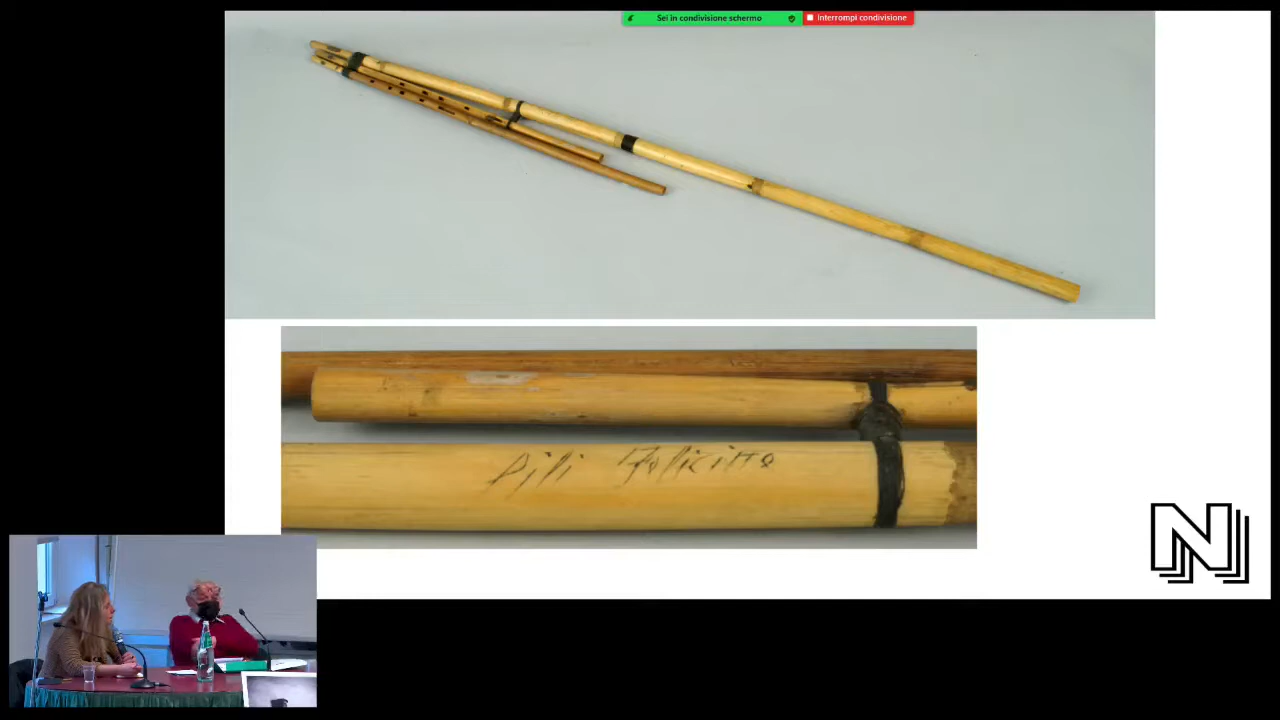 Sei in condivisione schermo
Interrompi condivisione
Pili Felicitto
N